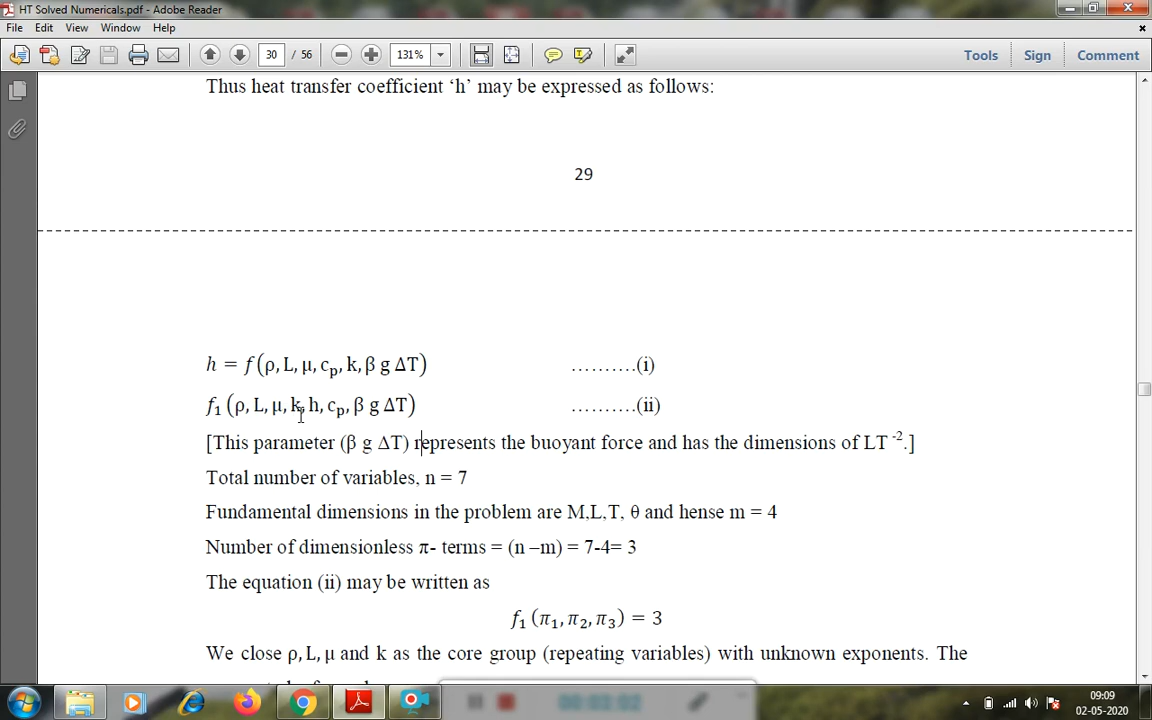 HT Solved Numericals.pdf - Adobe Reader
File Edit View Window Help
30 / 56 131% Tools Sign Comment
Thus heat transfer coefficient ‘h’ may be expressed as follows:
29
h = f(ρ, L, μ, cp, k, β g ΔT) ……….(i)
f1 (ρ, L, μ, k, h, cp, β g ΔT) ……….(ii)
[This parameter (β g ΔT) represents the buoyant force and has the dimensions of LT -2.]
Total number of variables, n = 7
Fundamental dimensions in the problem are M,L,T, θ and hense m = 4
Number of dimensionless π- terms = (n –m) = 7-4= 3
The equation (ii) may be written as
f1 (π1, π2, π3) = 3
We close ρ, L, μ and k as the core group (repeating variables) with unknown exponents. The
09:09
02-05-2020